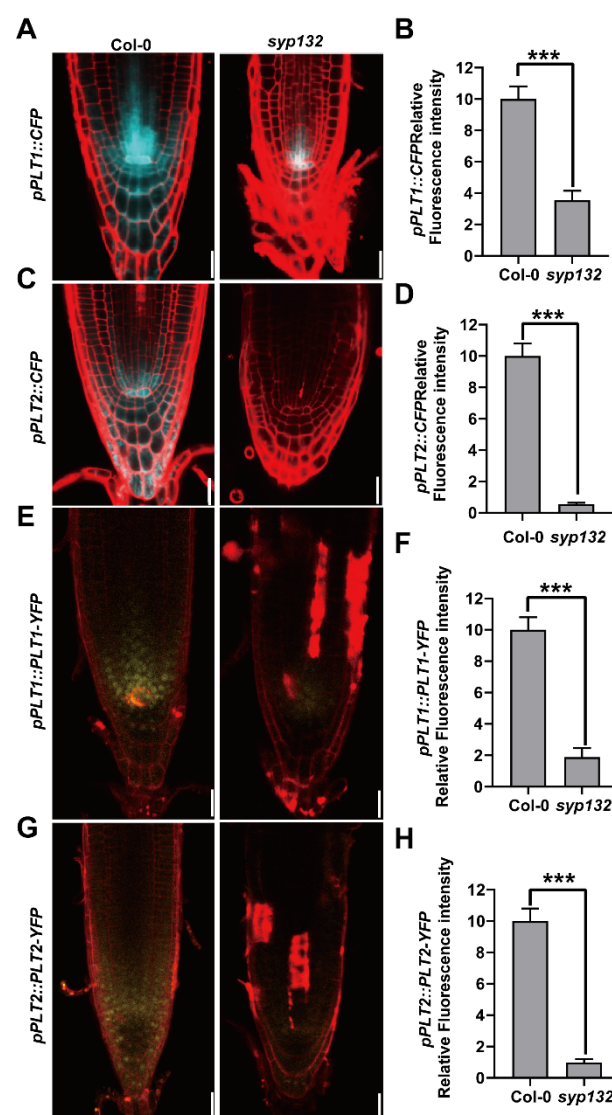 A
Col-0
syp132
pPLT1::CFP
B
pPLT1::CFPRelative
Fluorescence intensity
12
10
8
6
4
2
0
***
Col-0 syp132
C
pPLT2::CFP
D
pPLT2::CFPRelative
Fluorescence intensity
12
10
8
6
4
2
0
***
Col-0 syp132
E
pPLT1::PLT1-YFP
F
pPLT1::PLT1-YFP
Relative Fluorescence intensity
12
10
8
6
4
2
0
***
Col-0 syp132
G
pPLT2::PLT2-YFP
H
pPLT2::PLT2-YFP
Relative Fluorescence intensity
12
10
8
6
4
2
0
***
Col-0 syp132